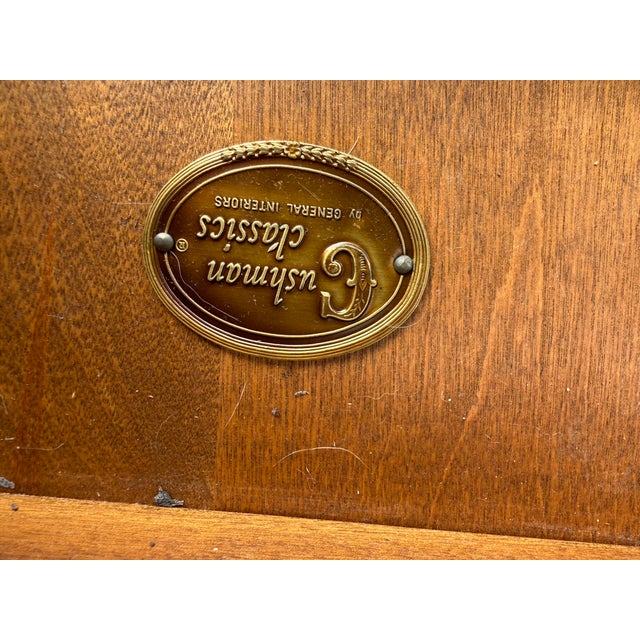 Cushman
classics ®
by GENERAL INTERIORS